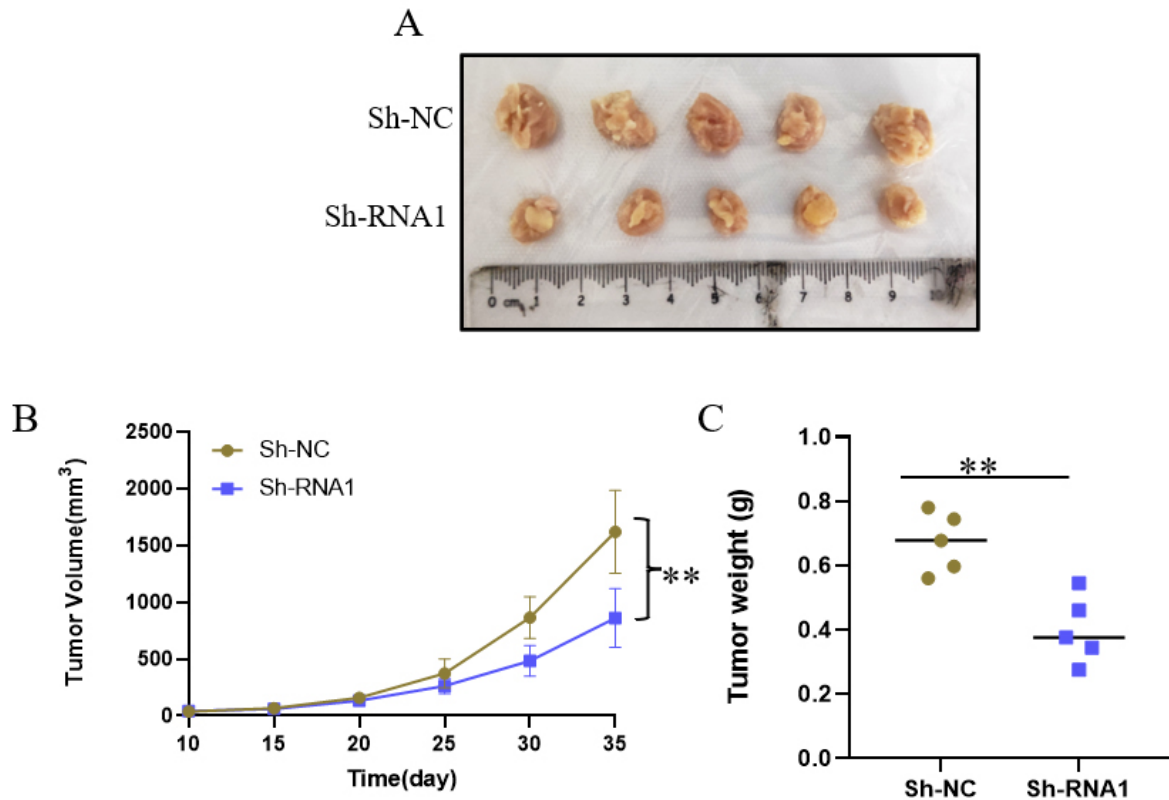 A
Sh-NC
Sh-RNA1
0 cm 1 2 3 4 5 6 7 8 9 10
B
2500
2000
1500
1000
500
0
Tumor Volume(mm³)
Sh-NC
Sh-RNA1
**
10 15 20 25 30 35
Time(day)
C
1.0
0.8
0.6
0.4
0.2
0.0
Tumor weight (g)
**
Sh-NC Sh-RNA1